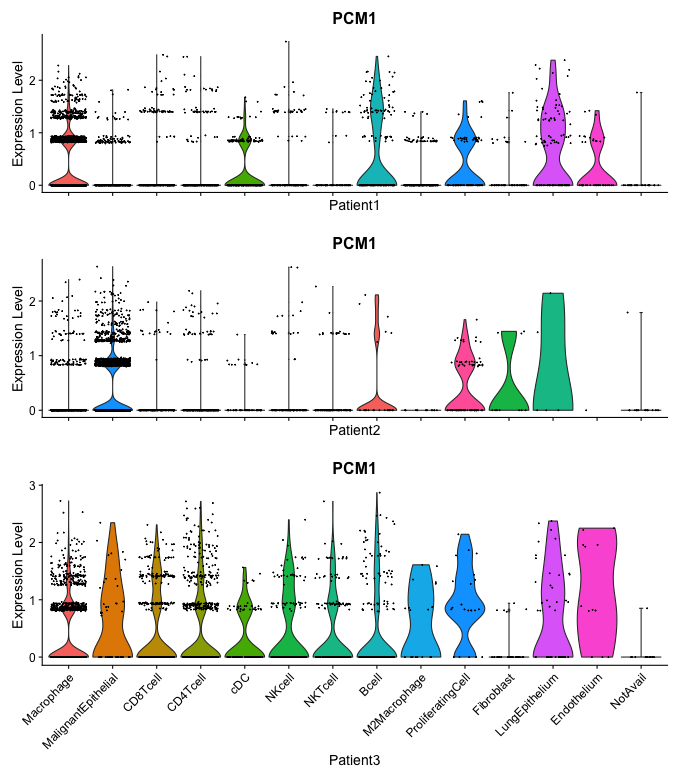 PCM1
Expression Level
2
1
0
Patient1
PCM1
Expression Level
2
1
0
Patient2
PCM1
Expression Level
3
2
1
0
Macrophage
MalignantEpithelial
CD8Tcell
CD4Tcell
cDC
NKcell
NKTcell
Bcell
M2Macrophage
ProliferatingCell
Fibroblast
LungEpithelium
Endothelium
NotAvail
Patient3